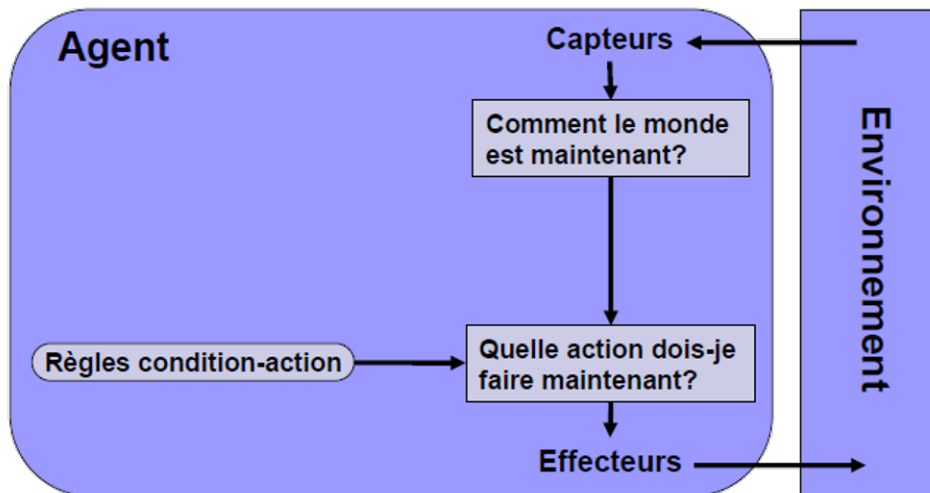 Agent
Capteurs
Comment le monde
est maintenant?
Environnement
Règles condition-action
Quelle action dois-je
faire maintenant?
Effecteurs